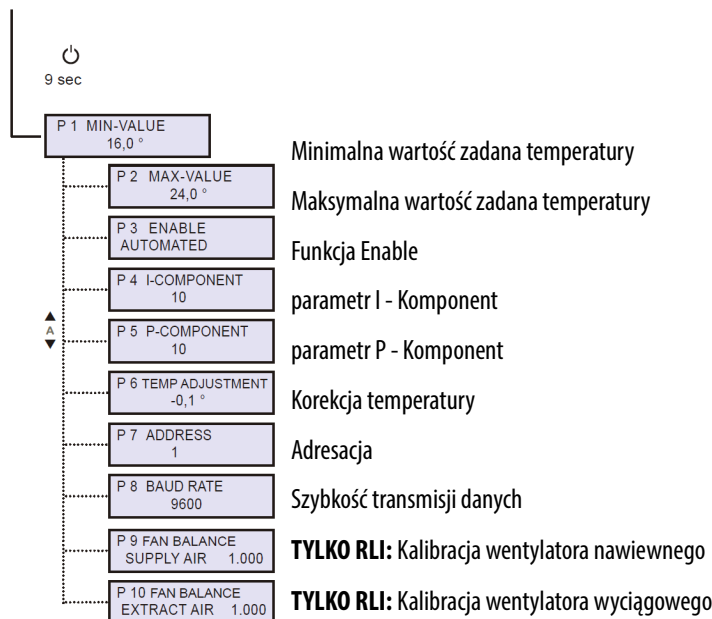 9 sec
P 1 MIN-VALUE
16,0 °
Minimalna wartość zadana temperatury
P 2 MAX-VALUE
24,0 °
Maksymalna wartość zadana temperatury
P 3 ENABLE
AUTOMATED
Funkcja Enable
P 4 I-COMPONENT
10
parametr I - Komponent
A
P 5 P-COMPONENT
10
parametr P - Komponent
P 6 TEMP ADJUSTMENT
-0,1 °
Korekcja temperatury
P 7 ADDRESS
1
Adresacja
P 8 BAUD RATE
9600
Szybkość transmisji danych
P 9 FAN BALANCE
SUPPLY AIR 1.000
TYLKO RLI: Kalibracja wentylatora nawiewnego
P 10 FAN BALANCE
EXTRACT AIR 1.000
TYLKO RLI: Kalibracja wentylatora wyciągowego